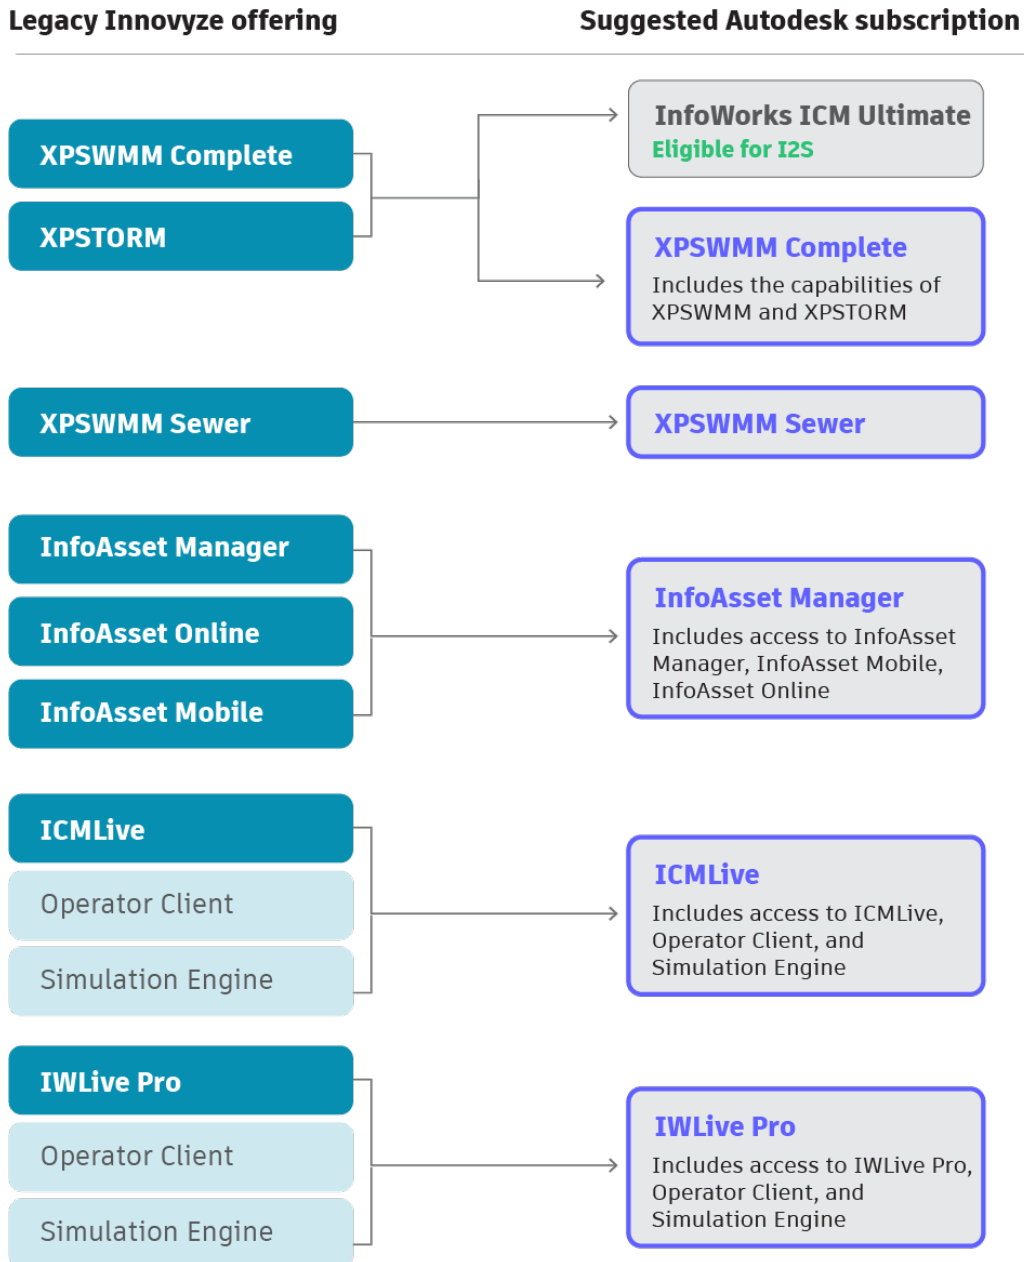 Legacy Innovyze offering
Suggested Autodesk subscription
XPSWMM Complete
XPSTORM
InfoWorks ICM Ultimate
Eligible for I2S
XPSWMM Complete
Includes the capabilities of
XPSWMM and XPSTORM
XPSWMM Sewer
XPSWMM Sewer
InfoAsset Manager
InfoAsset Online
InfoAsset Mobile
InfoAsset Manager
Includes access to InfoAsset
Manager, InfoAsset Mobile,
InfoAsset Online
ICMLive
Operator Client
Simulation Engine
ICMLive
Includes access to ICMLive,
Operator Client, and
Simulation Engine
IWLive Pro
Operator Client
Simulation Engine
IWLive Pro
Includes access to IWLive Pro,
Operator Client, and
Simulation Engine